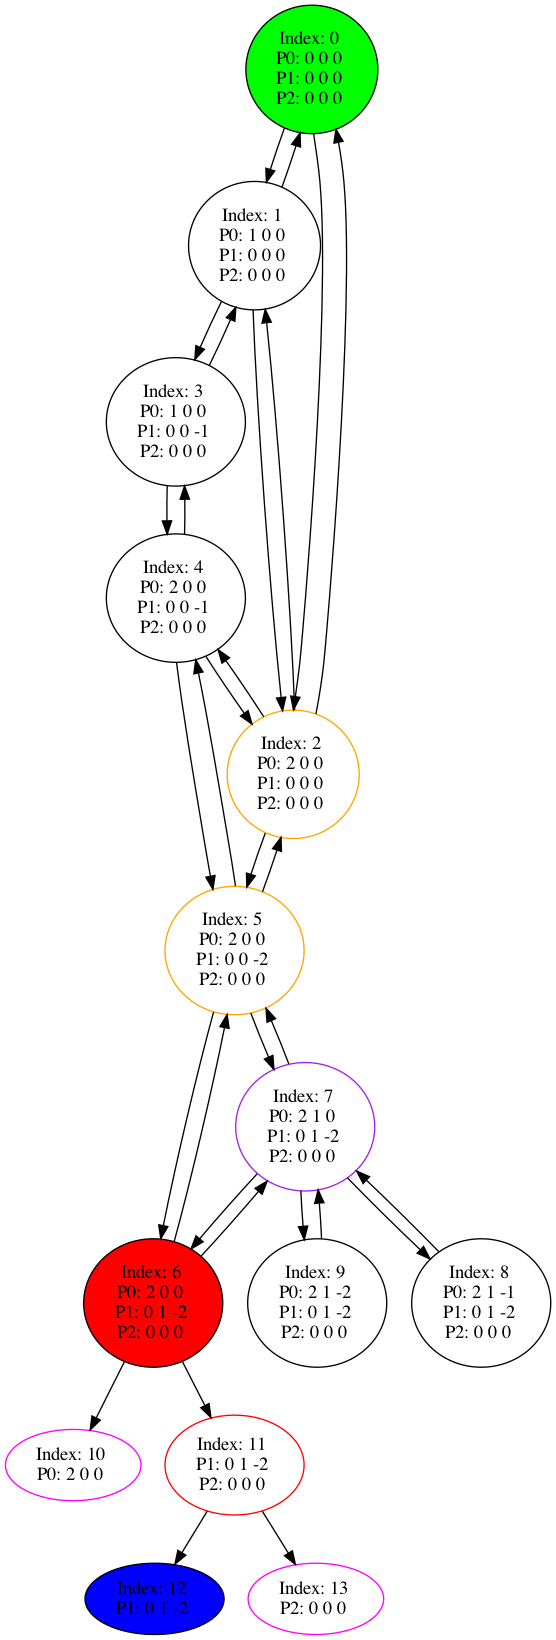 Index: 0
P0: 0 0 0
P1: 0 0 0
P2: 0 0 0
Index: 1
P0: 1 0 0
P1: 0 0 0
P2: 0 0 0
Index: 3
P0: 1 0 0
P1: 0 0 -1
P2: 0 0 0
Index: 4
P0: 2 0 0
P1: 0 0 -1
P2: 0 0 0
Index: 2
P0: 2 0 0
P1: 0 0 0
P2: 0 0 0
Index: 5
P0: 2 0 0
P1: 0 0 -2
P2: 0 0 0
Index: 7
P0: 2 1 0
P1: 0 1 -2
P2: 0 0 0
Index: 6
P0: 2 0 0
P1: 0 1 -2
P2: 0 0 0
Index: 9
P0: 2 1 -2
P1: 0 1 -2
P2: 0 0 0
Index: 8
P0: 2 1 -1
P1: 0 1 -2
P2: 0 0 0
Index: 10
P0: 2 0 0
Index: 11
P1: 0 1 -2
P2: 0 0 0
Index: 12
P1: 0 1 -2
Index: 13
P2: 0 0 0